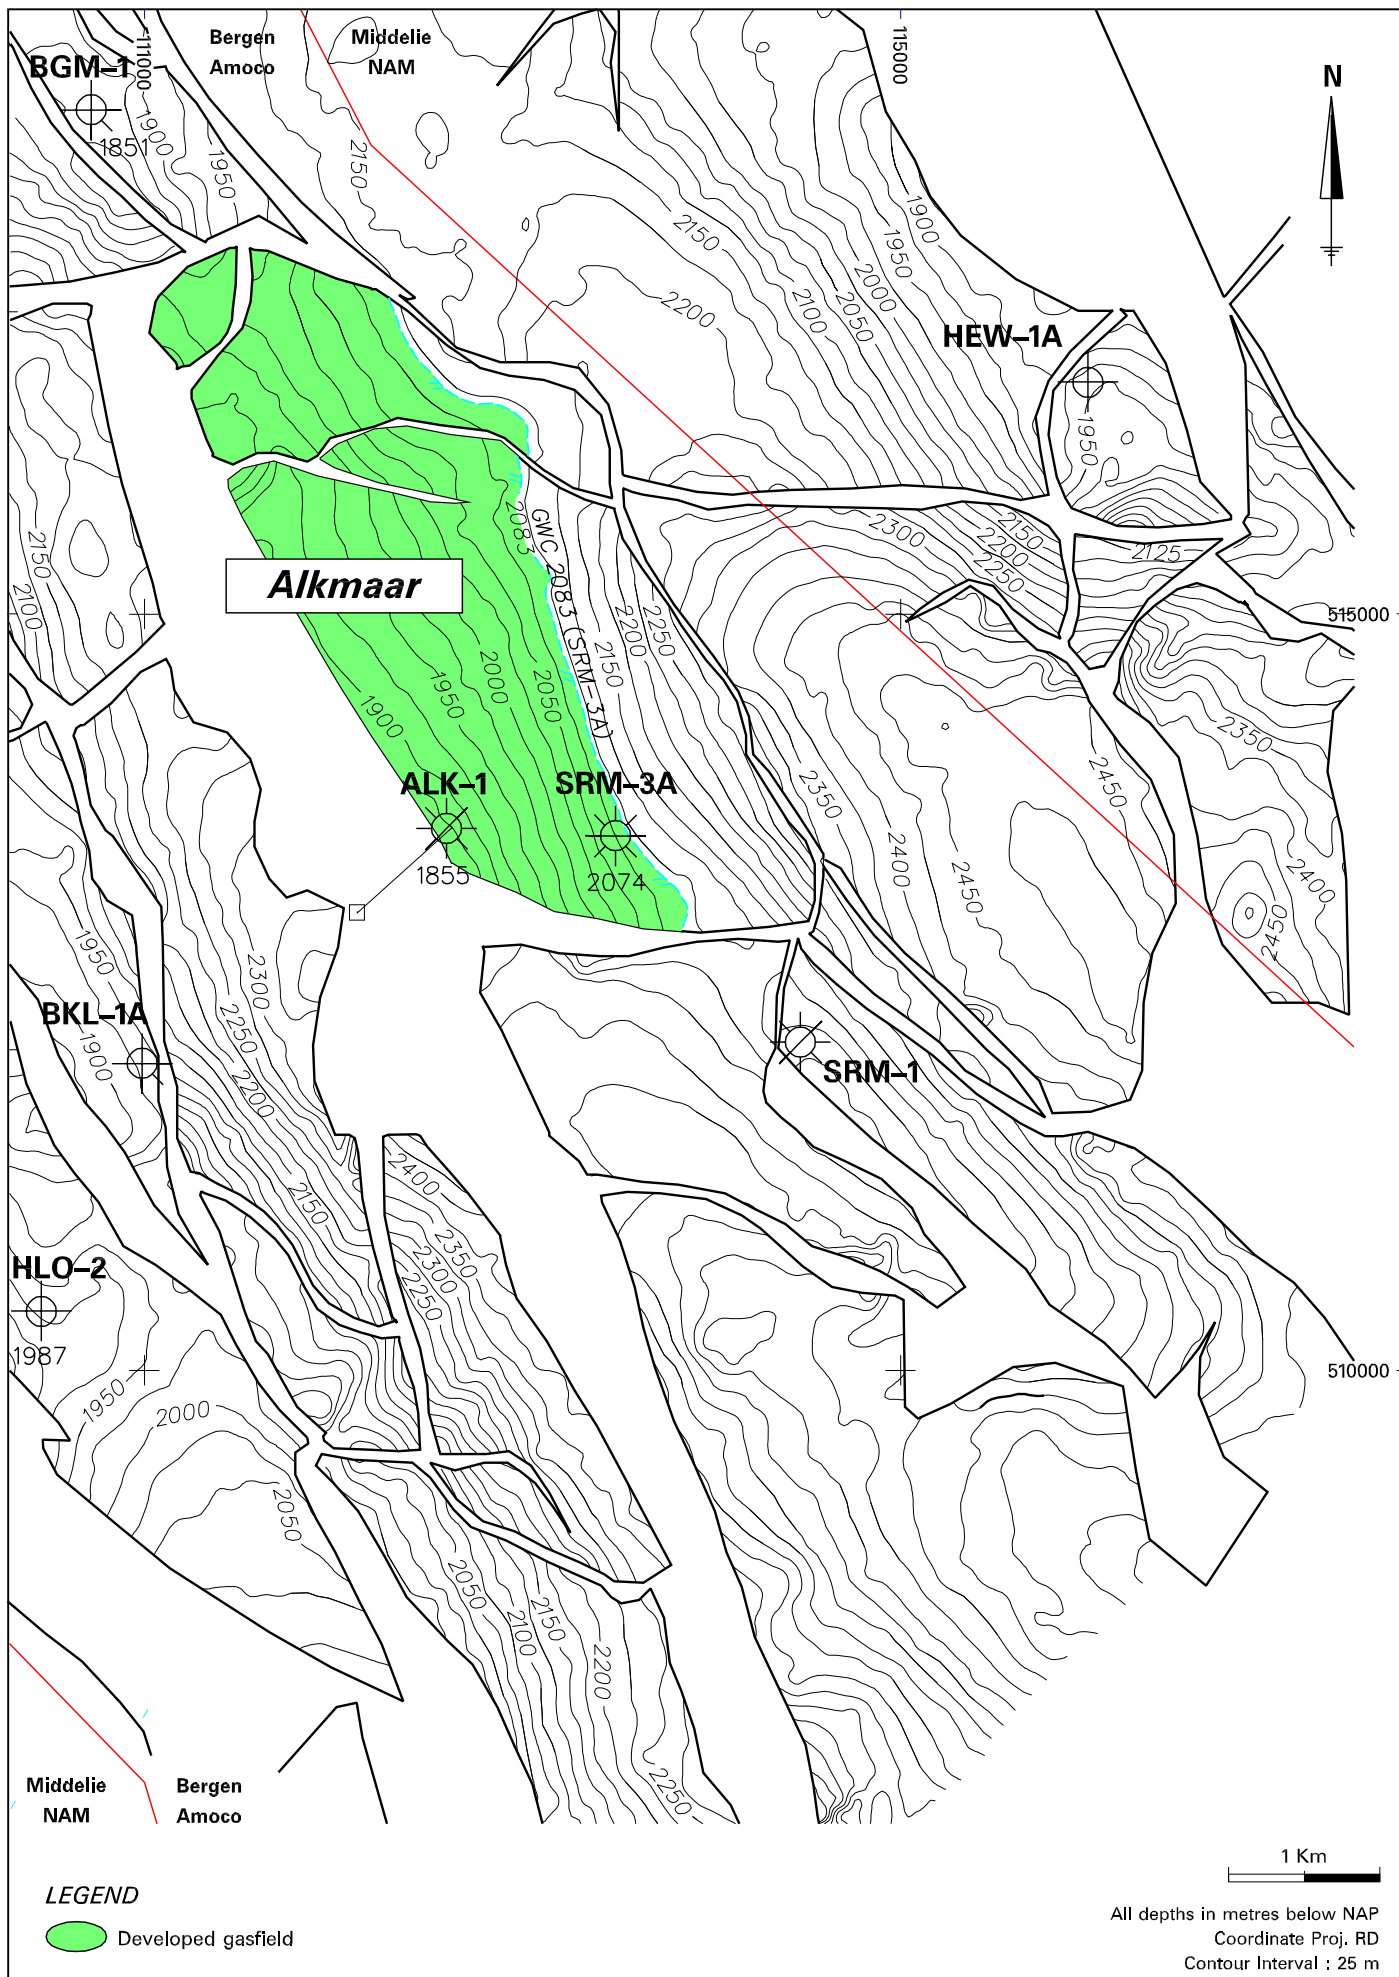 111000
115000
Bergen
Amoco
Middelie
NAM
N
BGM–1
1851
1900
1900
1950
2150
2150
2200
2100
2050
2000
1950
1900
HEW–1A
1950
2150
2100
2083
GWC 2083 (SRM–3A)
2300
2150
2200
2250
2125
Alkmaar
515000
2250
2200
2150
2050
2000
1950
1900
2350
2450
2350
2400
2450
2400
2450
ALK–1
1855
SRM–3A
2074
1950
1900
2300
2250
2200
2150
BKL–1A
SRM–1
2400
2350
2300
2250
HLO–2
1987
510000
1950
2000
2050
2050
2100
2150
2200
2250
Middelie
NAM
Bergen
Amoco
1 Km
LEGEND
Developed gasfield
All depths in metres below NAP
Coordinate Proj. RD
Contour Interval : 25 m